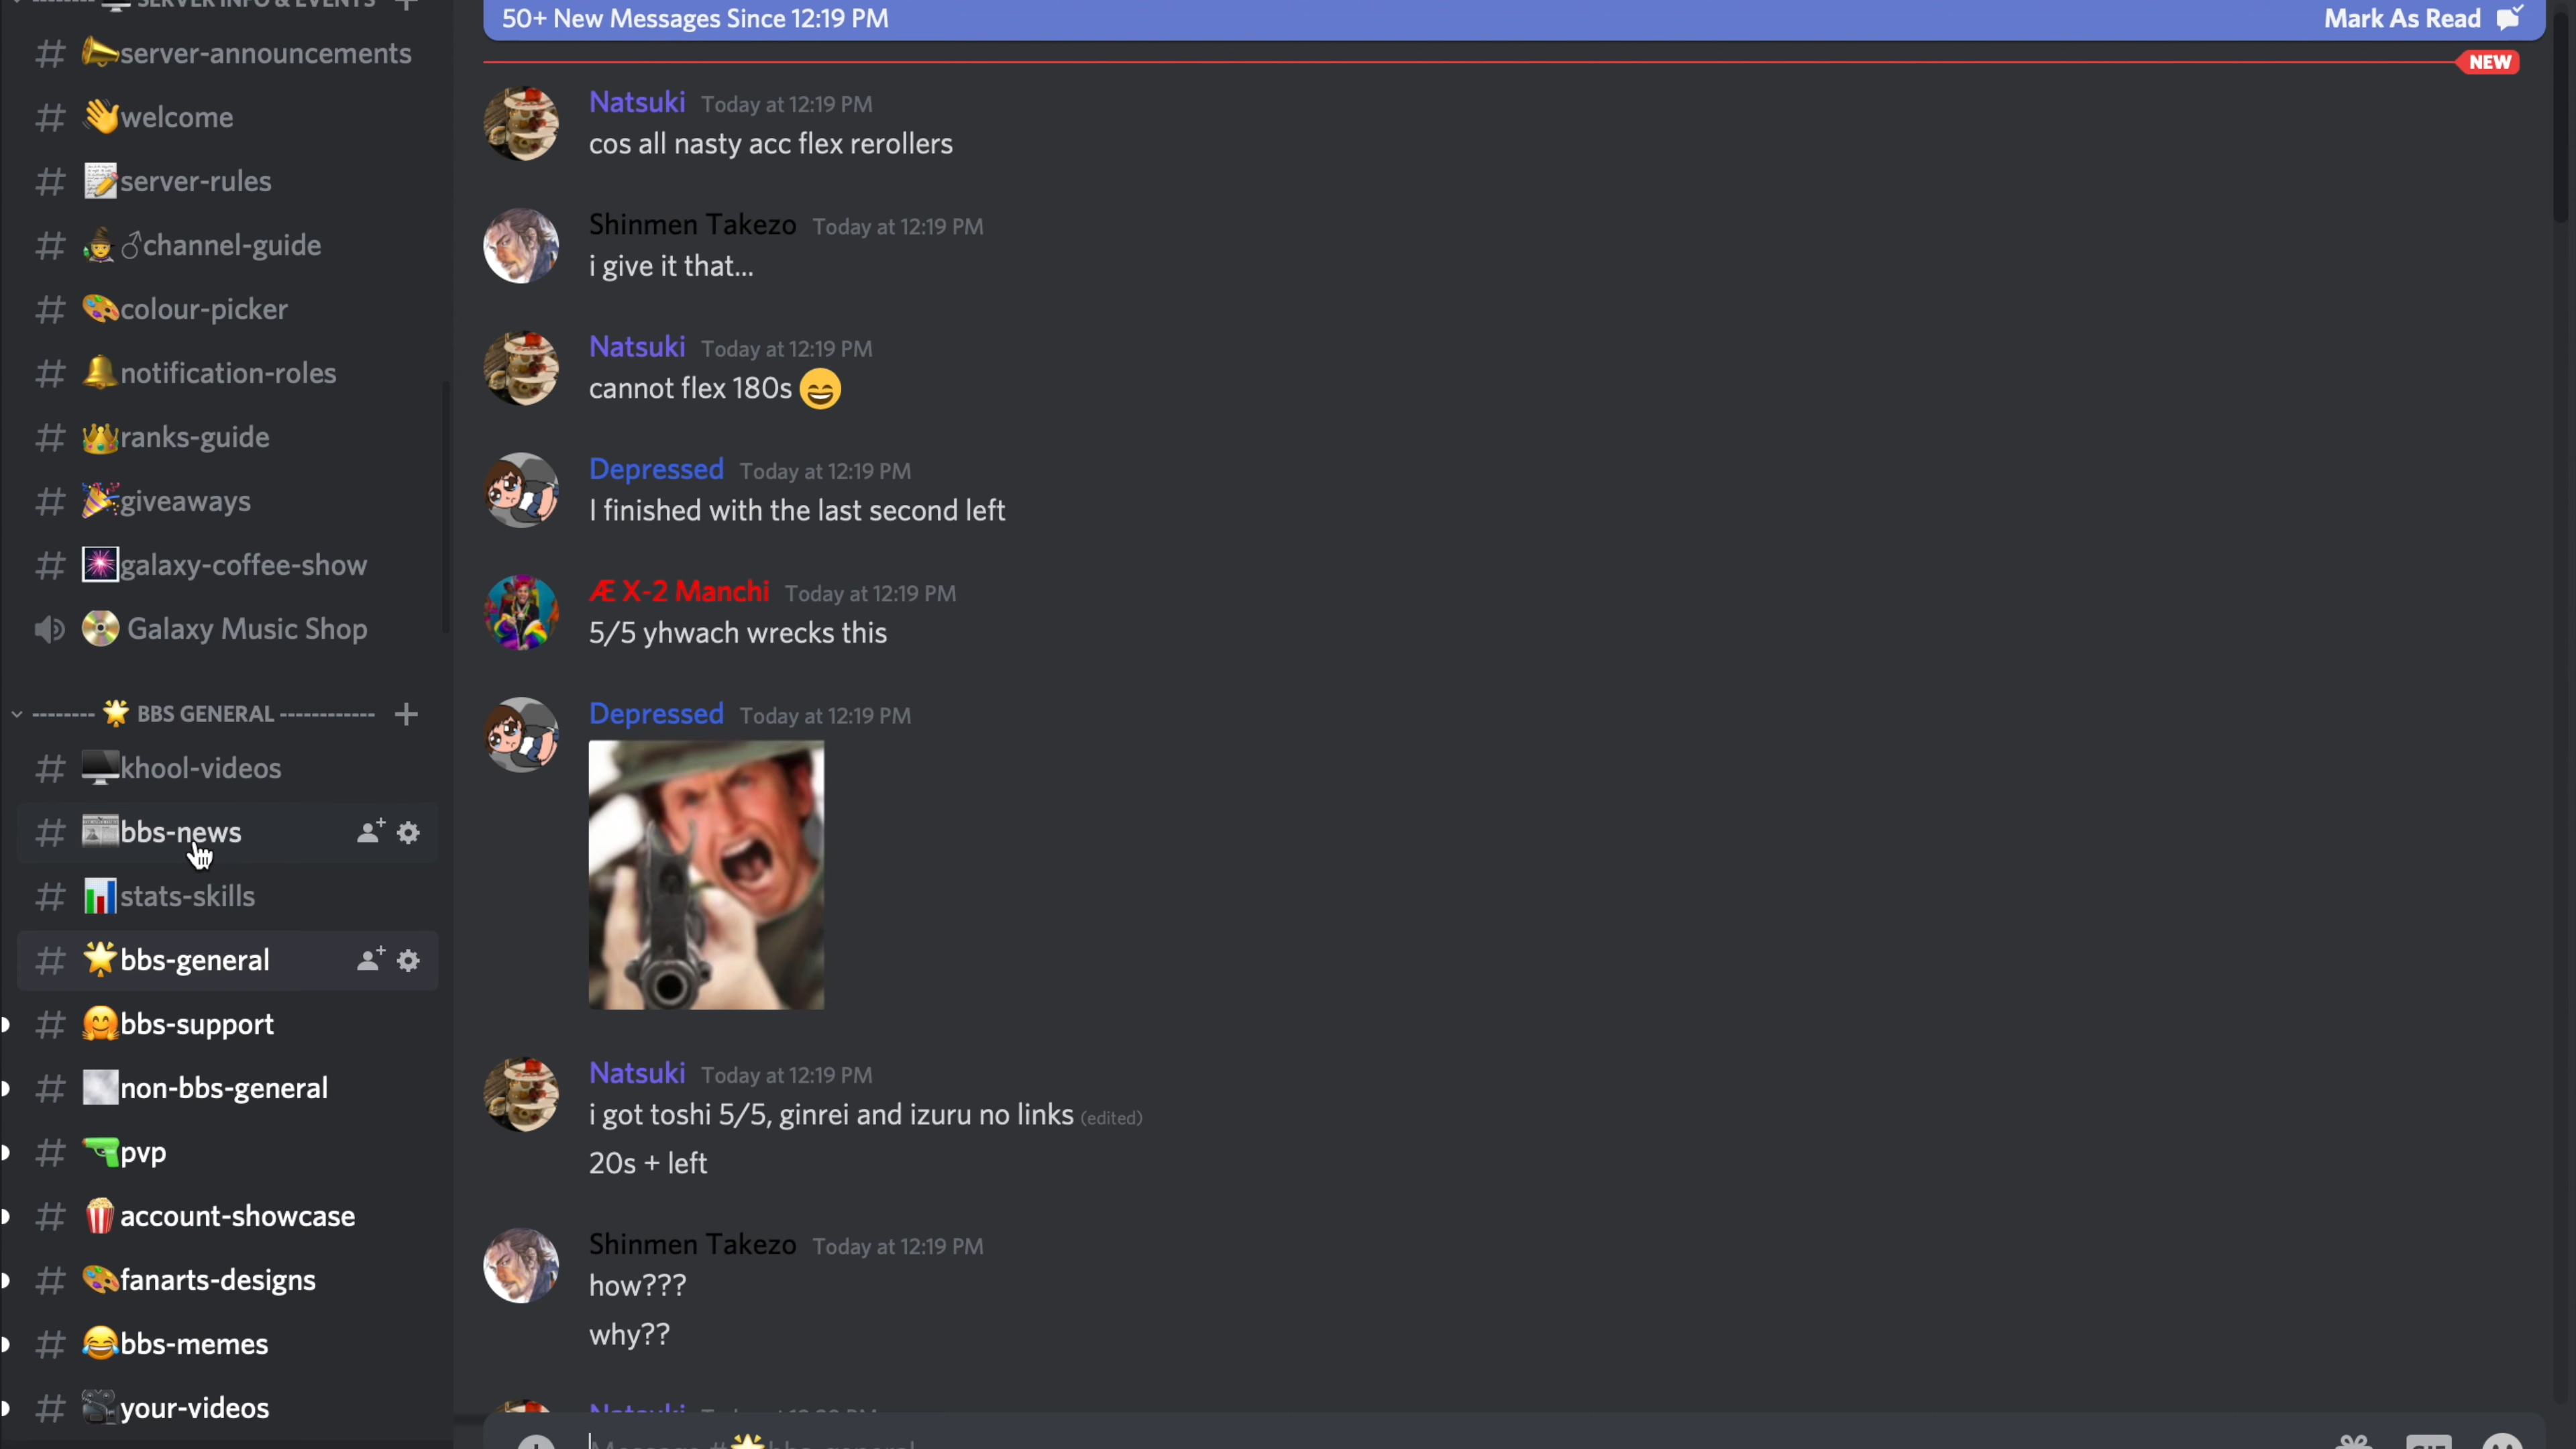 SERVER INFO & EVENTS
server-announcements
welcome
server-rules
channel-guide
colour-picker
notification-roles
ranks-guide
giveaways
galaxy-coffee-show
Galaxy Music Shop
-------- 🌟 BBS GENERAL ------------
khool-videos
bbs-news
stats-skills
bbs-general
bbs-support
non-bbs-general
pvp
account-showcase
fanarts-designs
bbs-memes
your-videos
50+ New Messages Since 12:19 PM
Mark As Read
NEW
Natsuki Today at 12:19 PM
cos all nasty acc flex rerollers
Shinmen Takezo Today at 12:19 PM
i give it that...
Natsuki Today at 12:19 PM
cannot flex 180s 😄
Depressed Today at 12:19 PM
I finished with the last second left
Æ X-2 Manchi Today at 12:19 PM
5/5 yhwach wrecks this
Depressed Today at 12:19 PM
Natsuki Today at 12:19 PM
i got toshi 5/5, ginrei and izuru no links (edited)
20s + left
Shinmen Takezo Today at 12:19 PM
how???
why??
Natsuki